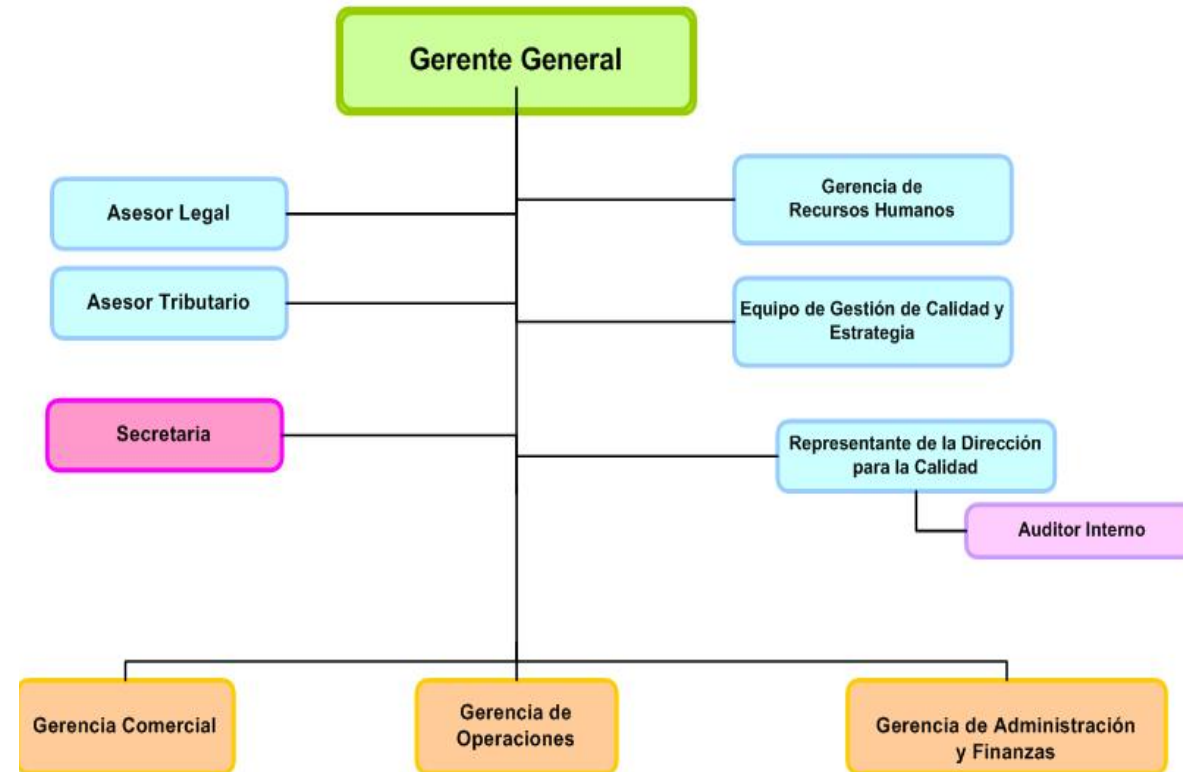 Gerente General
Asesor Legal
Gerencia de
Recursos Humanos
Asesor Tributario
Equipo de Gestión de Calidad y
Estrategia
Secretaria
Representante de la Dirección
para la Calidad
Auditor Interno
Gerencia Comercial
Gerencia de
Operaciones
Gerencia de Administración
y Finanzas